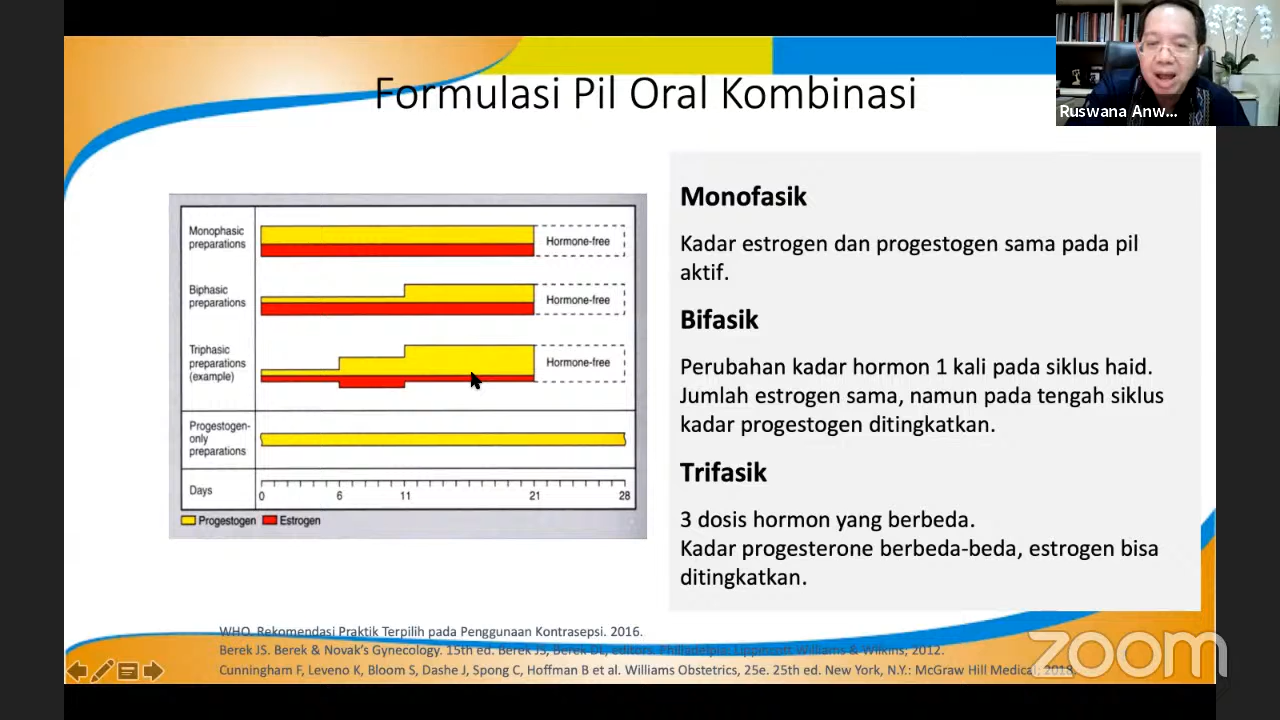 Formulasi Pil Oral Kombinasi
Ruswana Anw...
Monophasic
preparations
Hormone-free
Biphasic
preparations
Hormone-free
Triphasic
preparations
(example)
Hormone-free
Progestogen-
only
preparations
Days
0 6 11 21 28
Progestogen Estrogen
Monofasik
Kadar estrogen dan progestogen sama pada pil
aktif.
Bifasik
Perubahan kadar hormon 1 kali pada siklus haid.
Jumlah estrogen sama, namun pada tengah siklus
kadar progestogen ditingkatkan.
Trifasik
3 dosis hormon yang berbeda.
Kadar progesterone berbeda-beda, estrogen bisa
ditingkatkan.
WHO. Rekomendasi Praktik Terpilih pada Penggunaan Kontrasepsi. 2016.
Berek JS. Berek & Novak's Gynecology. 15th ed. Berek JS, Berek DL, editors. Philadelpia: Lippincott Williams & Wilkins; 2012.
Cunningham F, Leveno K, Bloom S, Dashe J, Spong C, Hoffman B et al. Williams Obstetrics, 25e. 25th ed. New York, N.Y.: McGraw Hill Medical; 2018.
zoom